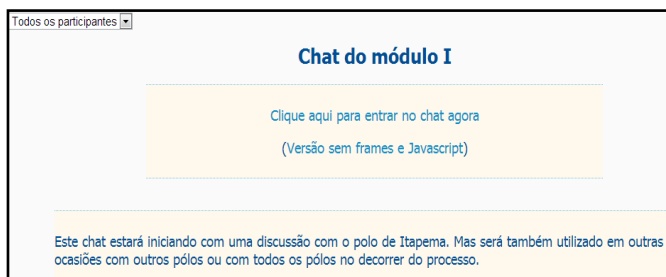 Todos os participantes
Chat do módulo I
Clique aqui para entrar no chat agora
(Versão sem frames e Javascript)
Este chat estará iniciando com uma discussão com o polo de Itapema. Mas será também utilizado em outras
ocasiões com outros pólos ou com todos os pólos no decorrer do processo.